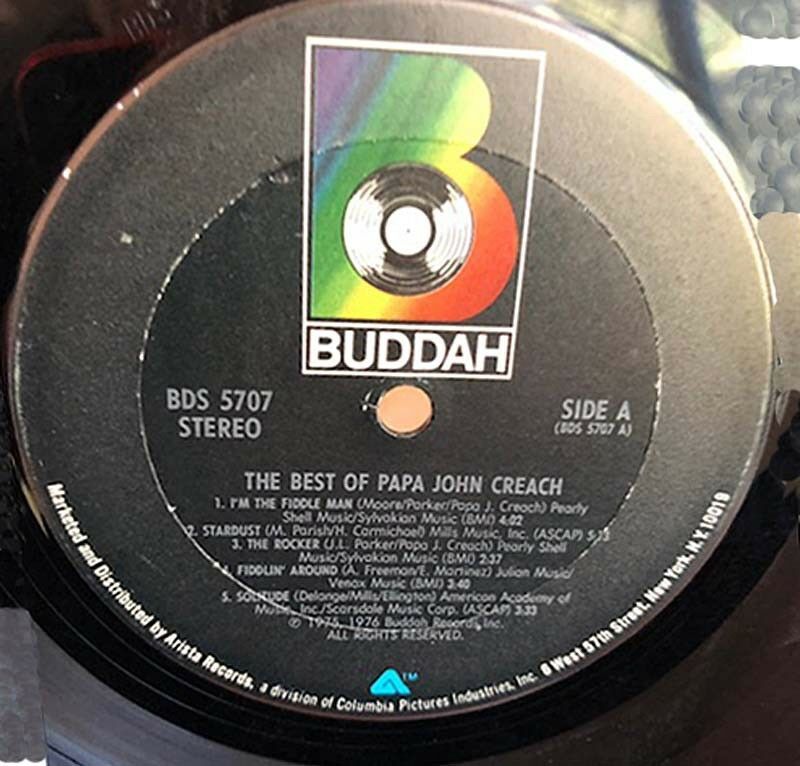 BUDDAH
BDS 5707
STEREO
SIDE A
(BDS 5707 A)
THE BEST OF PAPA JOHN CREACH
1. I'M THE FIDDLE MAN (Moore/Parker/Papa J. Creach) Pearly
Shell Music/Sylvakian Music (BMI) 4:02
2. STARDUST (M. Parish/H. Carmichael) Mills Music, Inc. (ASCAP) 5:13
3. THE ROCKER (J.L. Parker/Papa J. Creach) Pearly Shell
Music/Sylvakian Music (BMI) 2:37
4. FIDDLIN' AROUND (A. Freeman/E. Martinez) Julian Music/
Venox Music (BMI) 3:40
5. SOLITUDE (Delange/Mills/Ellington) American Academy of
Music, Inc./Scarsdale Music Corp. (ASCAP) 3:33
℗ 1975, 1976 Buddah Records, Inc.
ALL RIGHTS RESERVED.
TM
Marketed and Distributed by Arista Records, a division of Columbia Pictures Industries, Inc. 6 West 57th Street, New York, N.Y. 10019